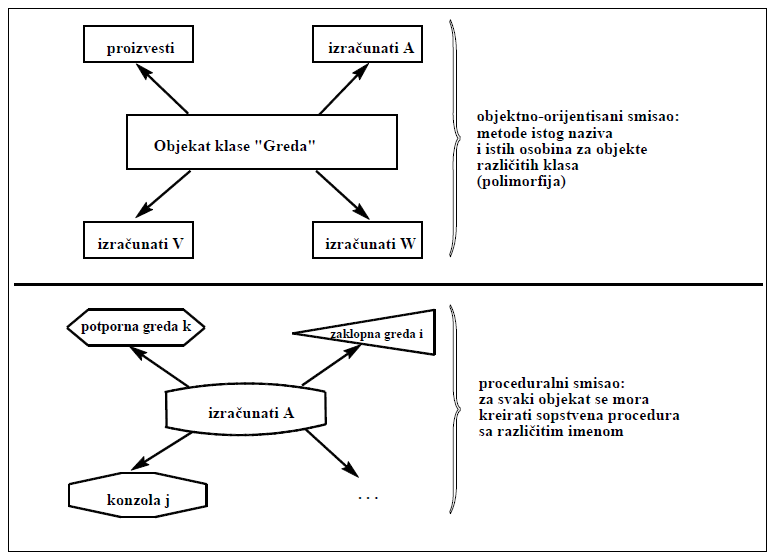 proizvesti
izračunati A
Objekat klase "Greda"
izračunati V
izračunati W
objektno-orijentisani smisao:
metode istog naziva
i istih osobina za objekte
različitih klasa
(polimorfija)
potporna greda k
zaklopna greda i
izračunati A
konzola j
. . .
proceduralni smisao:
za svaki objekat se mora
kreirati sopstvena procedura
sa različitim imenom